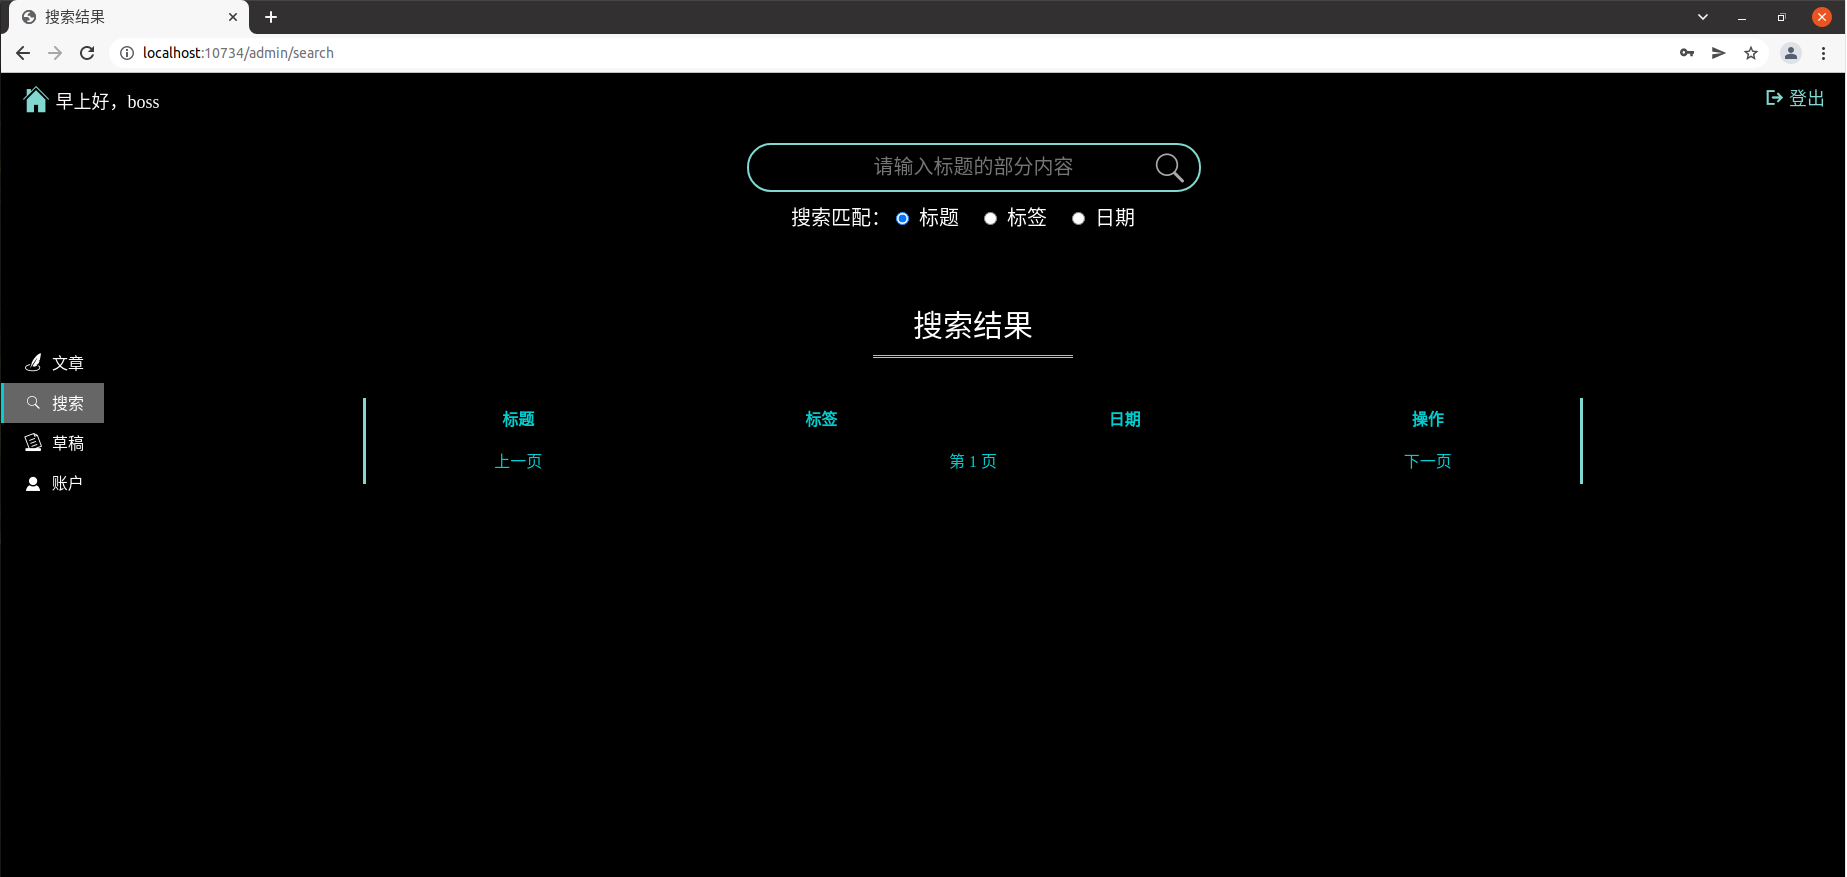 搜索结果
localhost:10734/admin/search
早上好，boss
登出
请输入标题的部分内容
搜索匹配： 标题 标签 日期
搜索结果
文章
搜索
草稿
账户
标题 标签 日期 操作
上一页 第 1 页 下一页